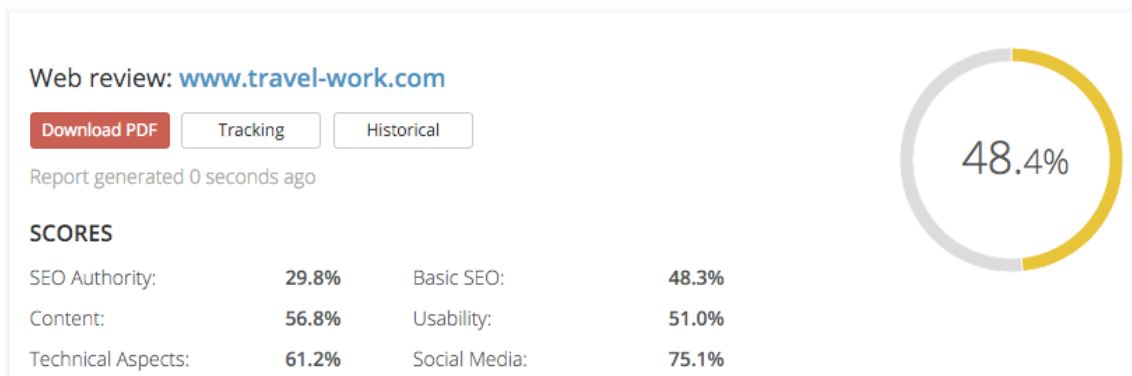 Web review: www.travel-work.com
Download PDF Tracking Historical
Report generated 0 seconds ago
48.4%
SCORES
SEO Authority: 29.8% Basic SEO: 48.3%
Content: 56.8% Usability: 51.0%
Technical Aspects: 61.2% Social Media: 75.1%